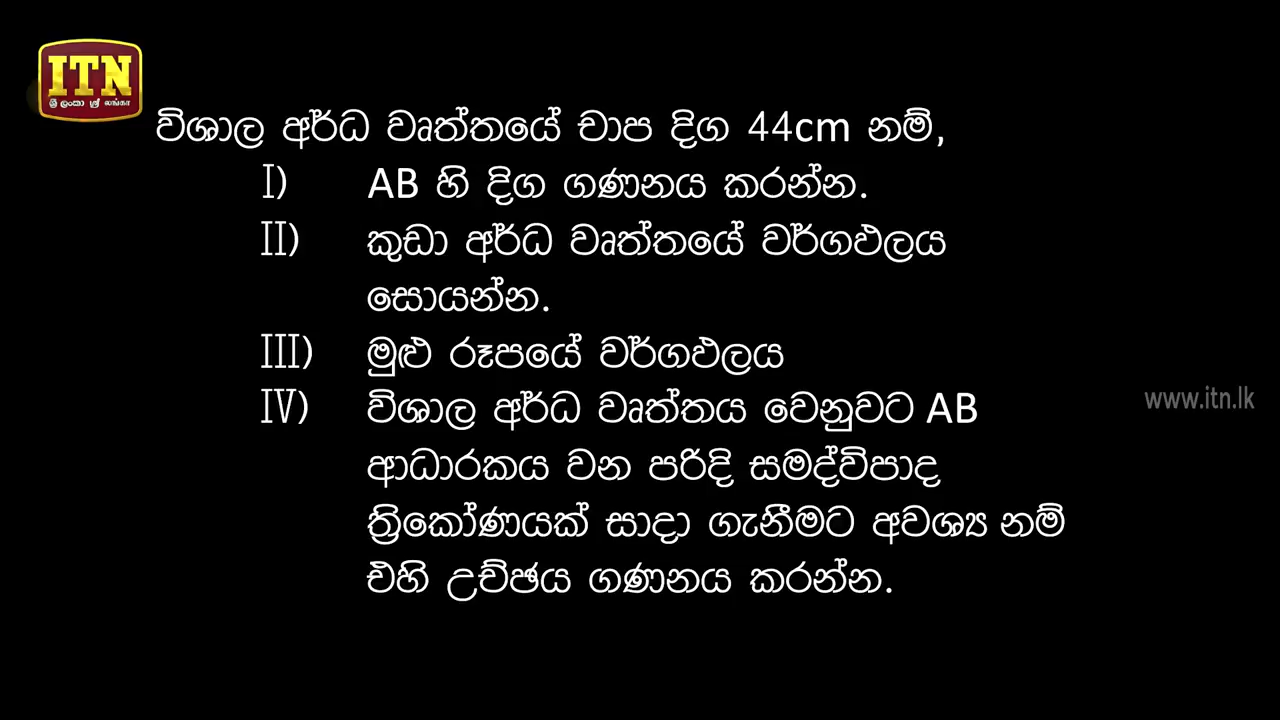 ITN
ශ්‍රී ලංකා ஸ்ரீ லங்கா
විශාල අර්ධ වෘත්තයේ චාප දිග 44cm නම්,
I) AB හි දිග ගණනය කරන්න.
II) කුඩා අර්ධ වෘත්තයේ වර්ගඵලය
සොයන්න.
III) මුළු රූපයේ වර්ගඵලය
IV) විශාල අර්ධ වෘත්තය වෙනුවට AB
www.itn.lk
ආධාරකය වන පරිදි සමද්විපාද
ත්‍රිකෝණයක් සාදා ගැනීමට අවශ්‍ය නම්
එහි උච්ඡය ගණනය කරන්න.